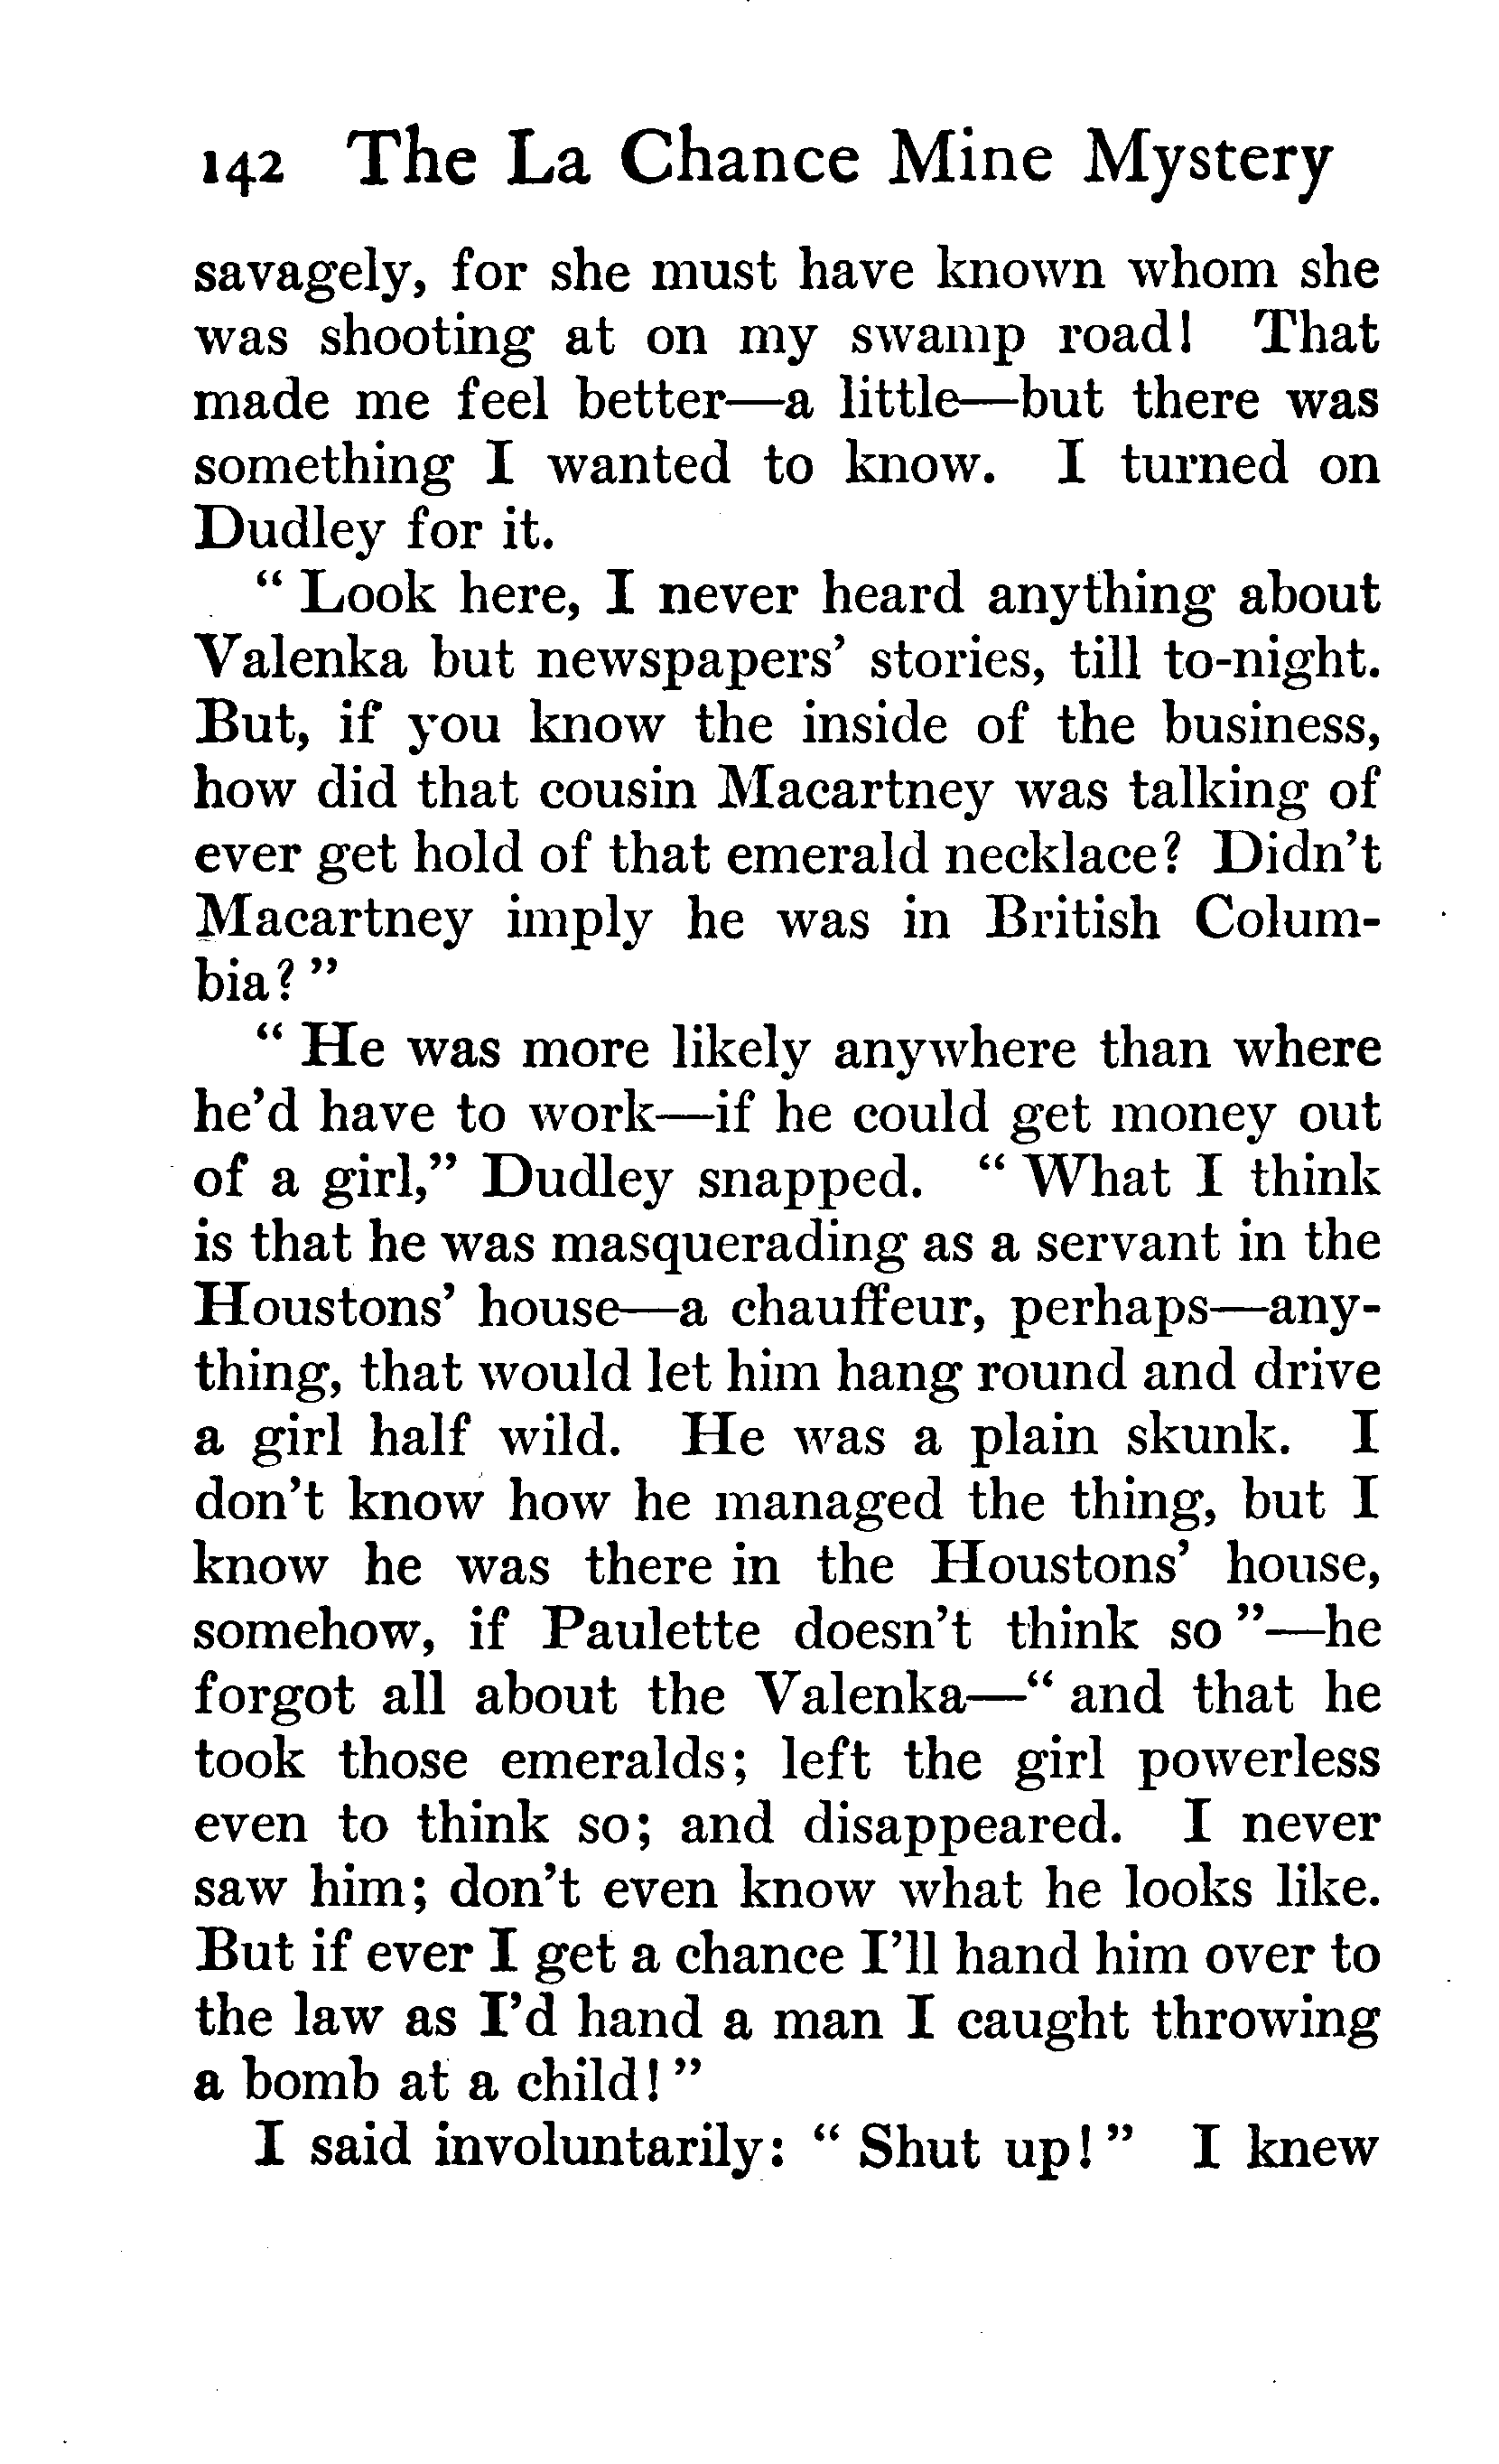 142 The La Chance Mine Mystery
savagely, for she must have known whom she
was shooting at on my swamp road! That
made me feel better—a little—but there was
something I wanted to know. I turned on
Dudley for it.
“ Look here, I never heard anything about
Valenka but newspapers’ stories, till to-night.
But, if you know the inside of the business,
how did that cousin Macartney was talking of
ever get hold of that emerald necklace? Didn’t
Macartney imply he was in British Colum-
bia? ”
“ He was more likely anywhere than where
he’d have to work—if he could get money out
of a girl,” Dudley snapped. “ What I think
is that he was masquerading as a servant in the
Houstons’ house—a chauffeur, perhaps—any-
thing, that would let him hang round and drive
a girl half wild. He was a plain skunk. I
don’t know how he managed the thing, but I
know he was there in the Houstons’ house,
somehow, if Paulette doesn’t think so ”—he
forgot all about the Valenka—“ and that he
took those emeralds; left the girl powerless
even to think so; and disappeared. I never
saw him; don’t even know what he looks like.
But if ever I get a chance I’ll hand him over to
the law as I’d hand a man I caught throwing
a bomb at a child! ”
I said involuntarily: “ Shut up! ” I knew